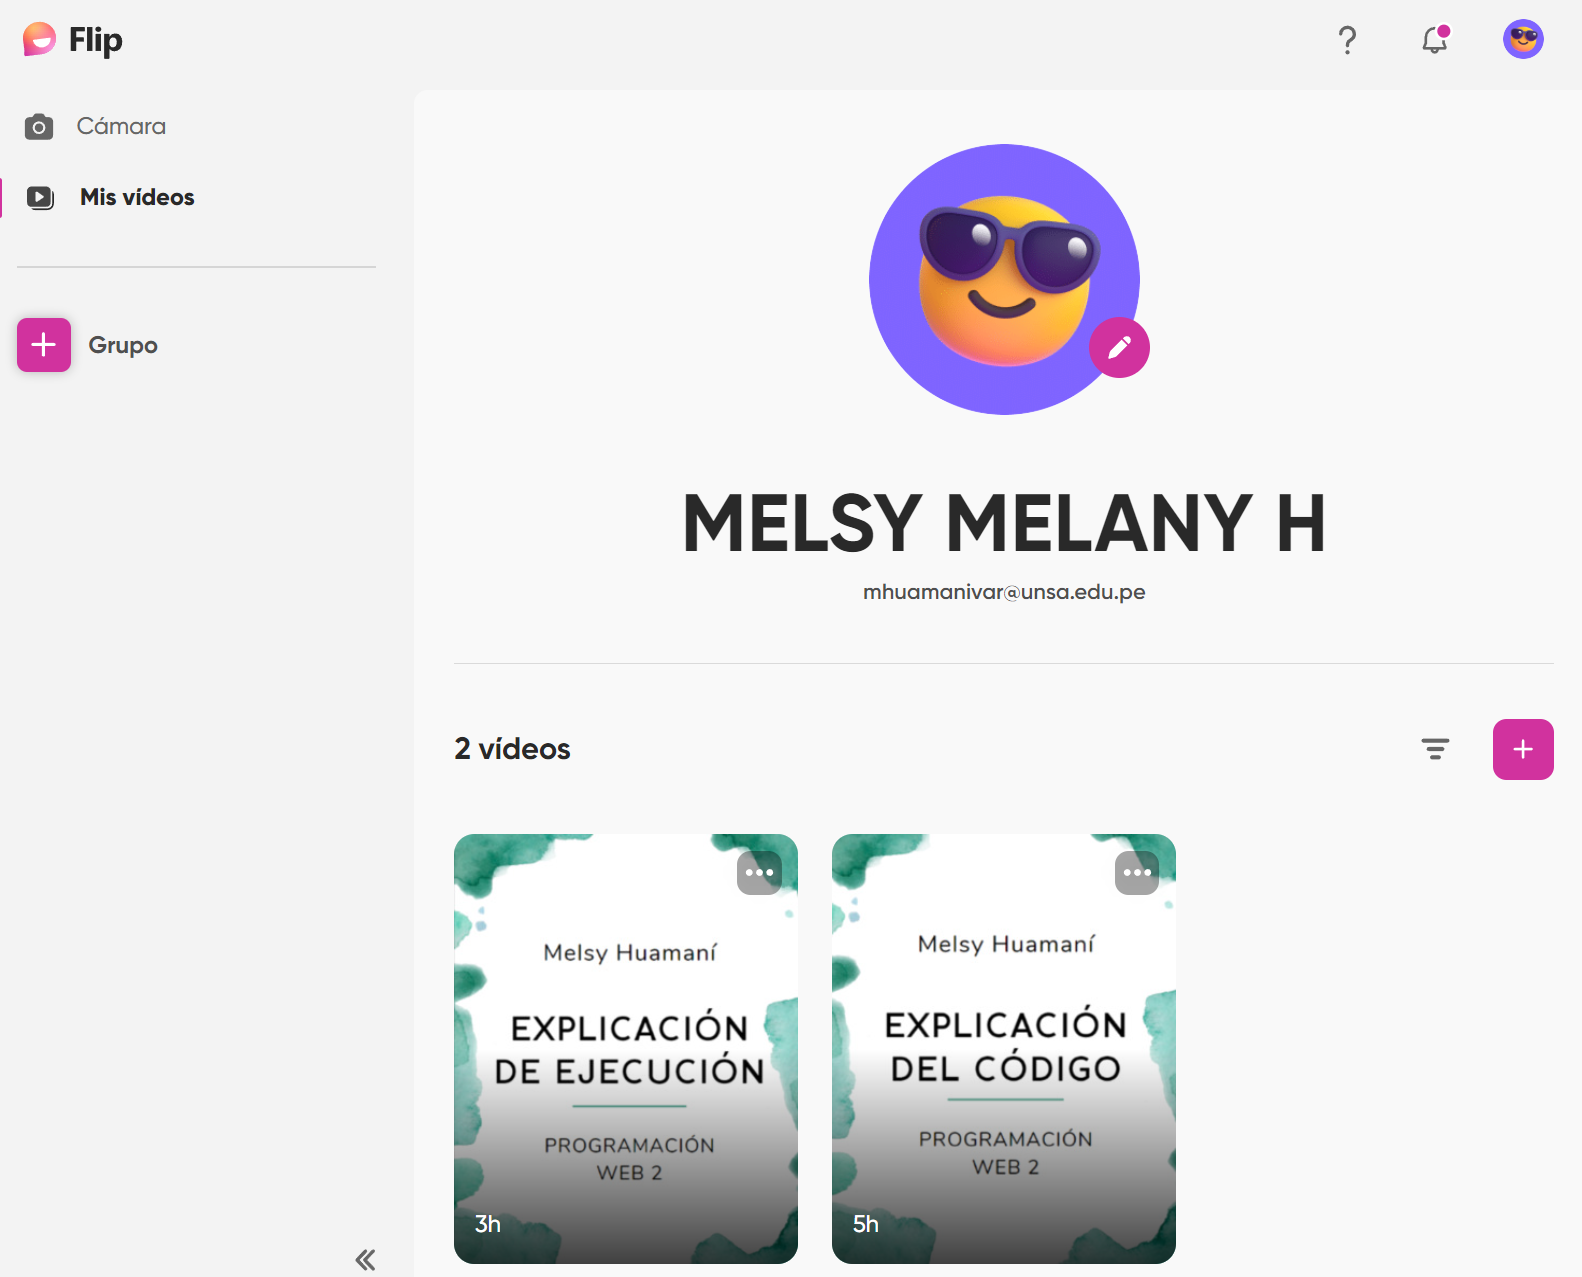 Flip
Cámara
Mis vídeos
Grupo
MELSY MELANY H
mhuamanivar@unsa.edu.pe
2 vídeos
Melsy Huamaní
EXPLICACIÓN
DE EJECUCIÓN
PROGRAMACIÓN
WEB 2
3h
Melsy Huamaní
EXPLICACIÓN
DEL CÓDIGO
PROGRAMACIÓN
WEB 2
5h